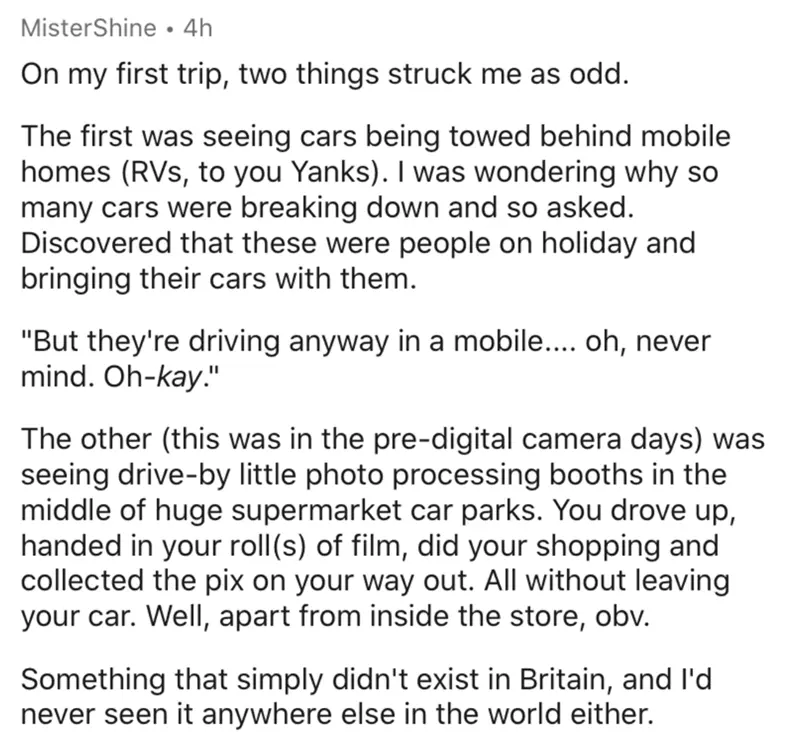 MisterShine • 4h
On my first trip, two things struck me as odd.
The first was seeing cars being towed behind mobile
homes (RVs, to you Yanks). I was wondering why so
many cars were breaking down and so asked.
Discovered that these were people on holiday and
bringing their cars with them.
"But they're driving anyway in a mobile.... oh, never
mind. Oh-kay."
The other (this was in the pre-digital camera days) was
seeing drive-by little photo processing booths in the
middle of huge supermarket car parks. You drove up,
handed in your roll(s) of film, did your shopping and
collected the pix on your way out. All without leaving
your car. Well, apart from inside the store, obv.
Something that simply didn't exist in Britain, and I'd
never seen it anywhere else in the world either.